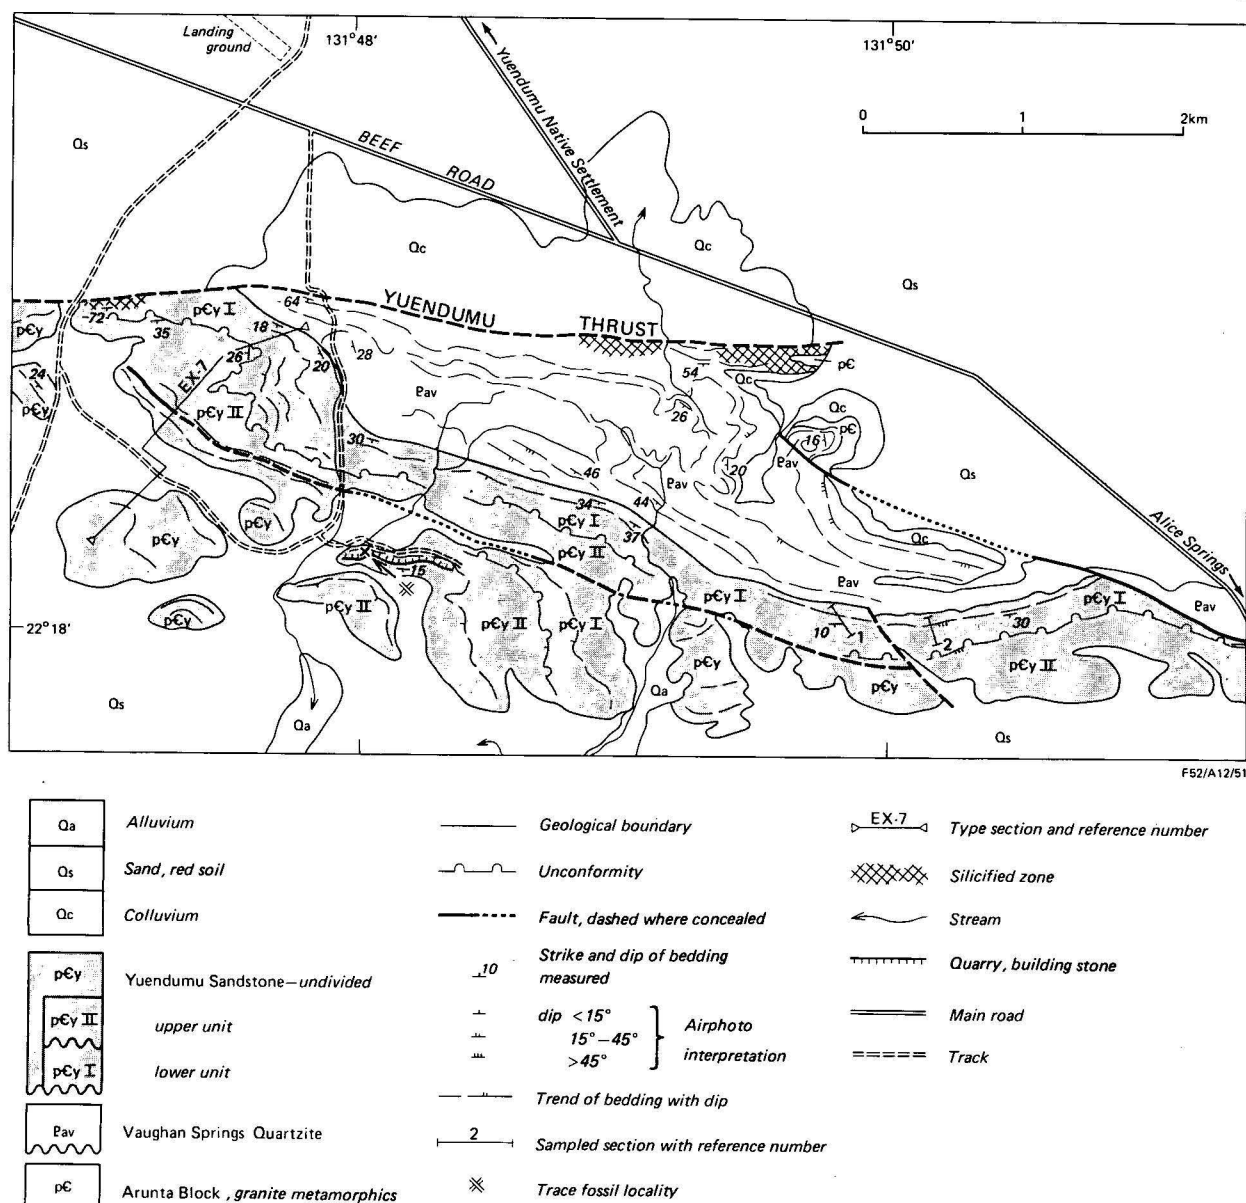 Landing
ground
131°48'
131°50'
Yuendumu Native Settlement
0 1 2km
Qs
BEEF
ROAD
Qc
Qc
Qs
YUENDUMU
THRUST
pЄy
72
pЄy I
35
18
64
28
54
Qc
pЄ
EX-7
26
20
24
pЄy
pЄy II
Pav
26
Qc
pЄ
16
Pav
20
Qs
30
46
Pav
34
44
37
pЄy I
pЄy II
pЄy
pЄy
Qc
Alice Springs
15
pЄy II
pЄy
pЄy II
pЄy I
pЄy I
Pav
pЄy I
Pav
22°18'
10
1
2
30
pЄy II
pЄy
pЄy
Qs
Qa
Qa
Qs
F52/A12/51
Qa Alluvium
Qs Sand, red soil
Qc Colluvium
pЄy Yuendumu Sandstone—undivided
pЄy II upper unit
pЄy I lower unit
Pav Vaughan Springs Quartzite
pЄ Arunta Block, granite metamorphics
Geological boundary
Unconformity
Fault, dashed where concealed
10 Strike and dip of bedding
measured
dip <15°
15°–45°
>45°
Airphoto
interpretation
Trend of bedding with dip
2 Sampled section with reference number
Trace fossil locality
EX-7 Type section and reference number
Silicified zone
Stream
Quarry, building stone
Main road
Track